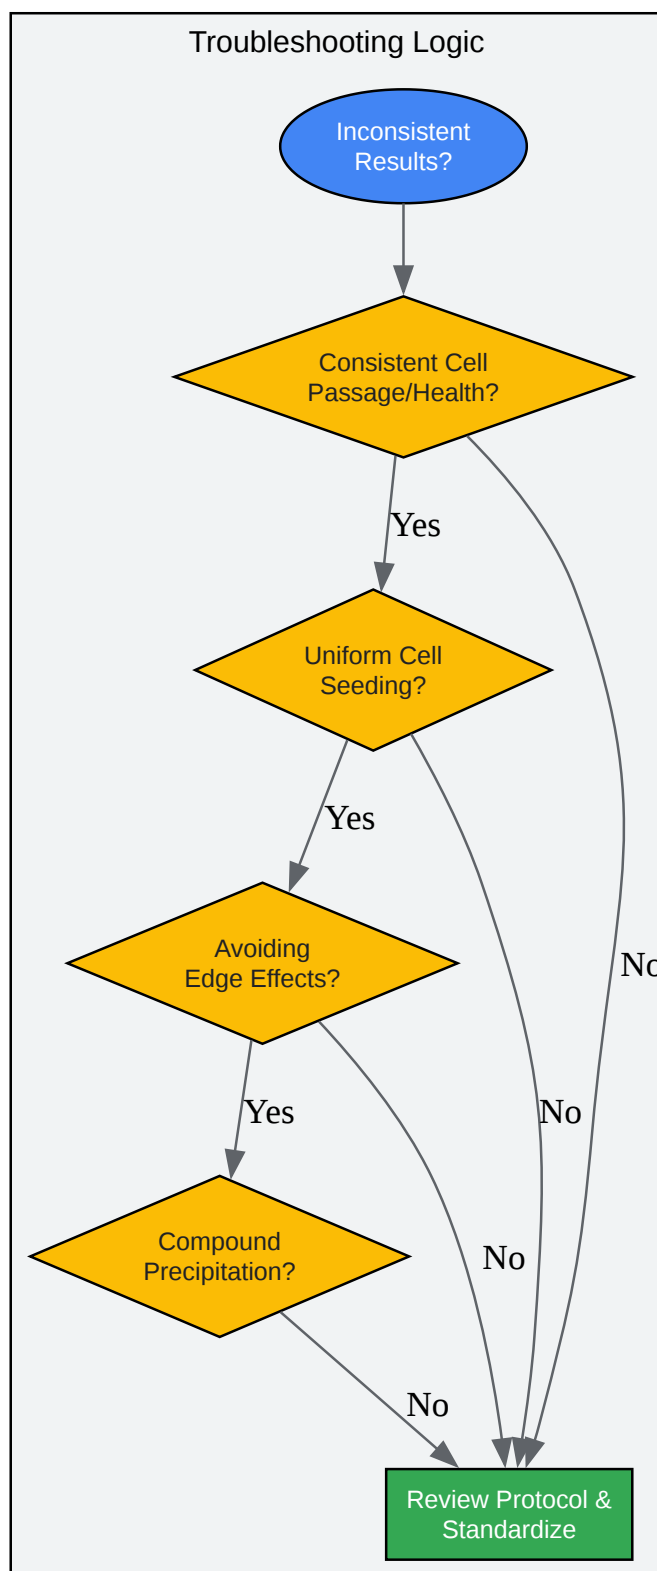 Troubleshooting Logic
Inconsistent
Results?
Consistent Cell
Passage/Health?
Yes
Uniform Cell
Seeding?
Yes
Avoiding
Edge Effects?
No
Yes
No
Compound
Precipitation?
No
No
Review Protocol &
Standardize